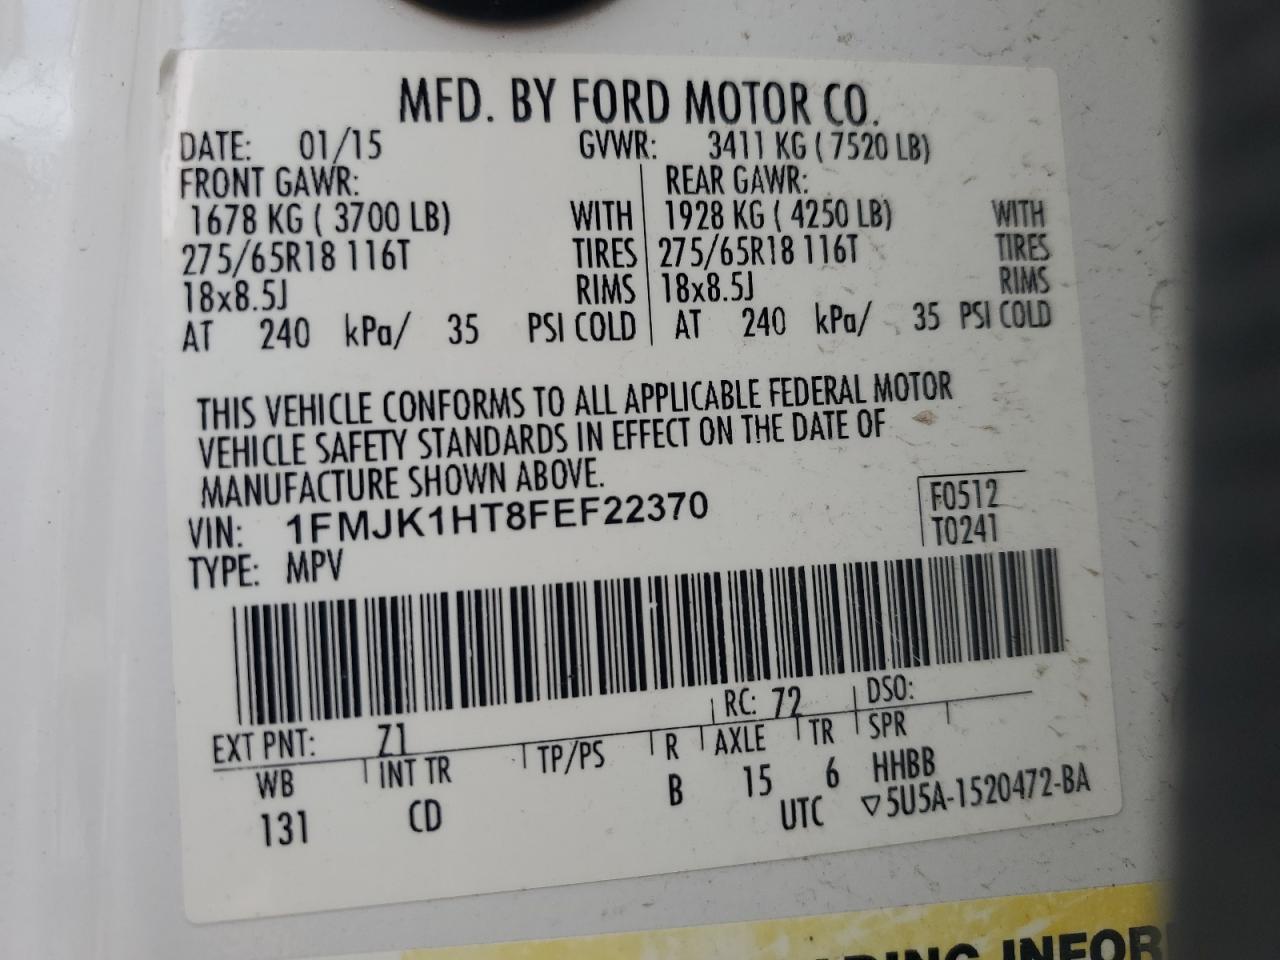 MFD. BY FORD MOTOR CO.
DATE: 01/15 GVWR: 3411 KG ( 7520 LB)
FRONT GAWR: REAR GAWR:
1678 KG ( 3700 LB) WITH 1928 KG ( 4250 LB) WITH
275/65R18 116T TIRES 275/65R18 116T TIRES
18x8.5J RIMS 18x8.5J RIMS
AT 240 kPa/ 35 PSI COLD AT 240 kPa/ 35 PSI COLD
THIS VEHICLE CONFORMS TO ALL APPLICABLE FEDERAL MOTOR
VEHICLE SAFETY STANDARDS IN EFFECT ON THE DATE OF
MANUFACTURE SHOWN ABOVE.
VIN: 1FMJK1HT8FEF22370 F0512
TYPE: MPV T0241
EXT PNT: Z1 RC: 72 DSO:
WB INT TR TP/PS R AXLE TR SPR
131 CD B 15 6 HHBB
UTC ▽5U5A-1520472-BA
INFOR